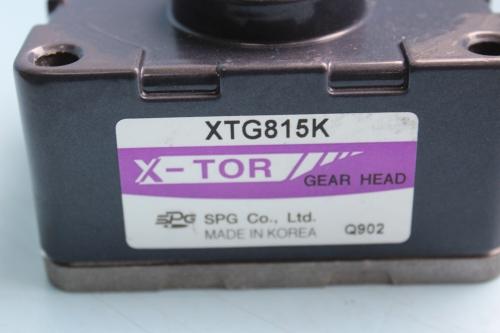 XTG815K
X-TOR
GEAR HEAD
SPG SPG Co., Ltd.
MADE IN KOREA Q902